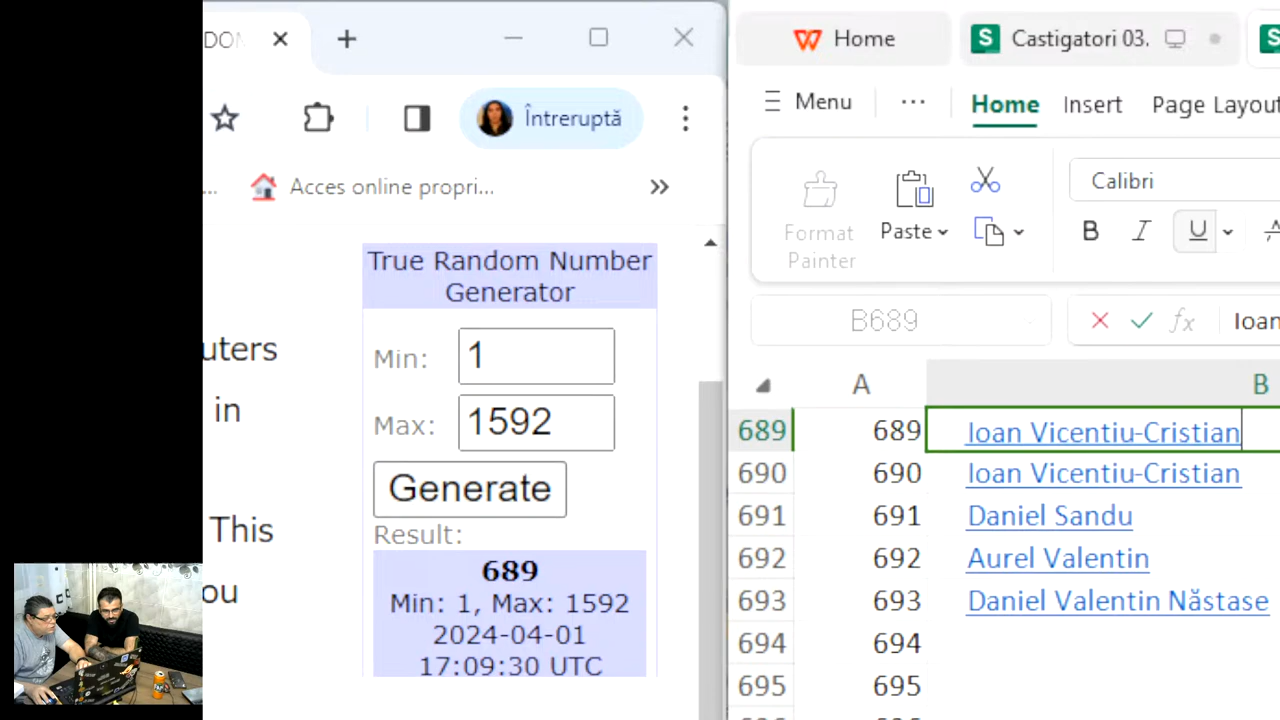 DOM
Întreruptă
...
Acces online propri...
True Random Number
Generator
Min: 1
Max: 1592
Generate
Result:
689
Min: 1, Max: 1592
2024-04-01
17:09:30 UTC
uters
in
This
ou
Home
S Castigatori 03.
S
Menu ...
Home Insert Page Layout
Format
Painter
Paste
Calibri
B I U A
B689
fx Ioan
A B
689 689 Ioan Vicentiu-Cristian
690 690 Ioan Vicentiu-Cristian
691 691 Daniel Sandu
692 692 Aurel Valentin
693 693 Daniel Valentin Năstase
694 694
695 695